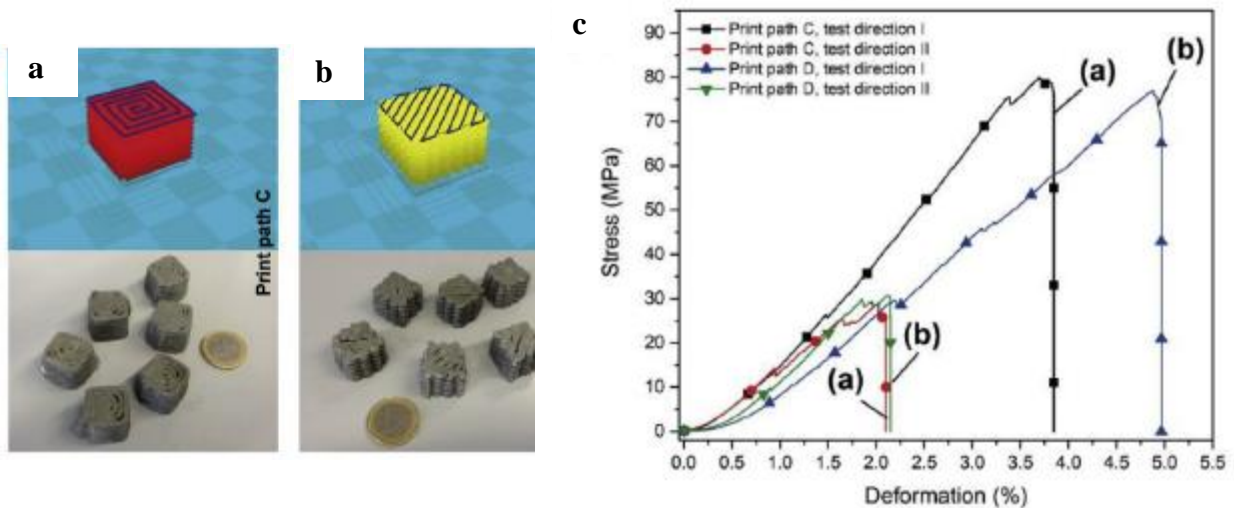 a
b
Print path C
c
Print path C, test direction I
Print path C, test direction II
Print path D, test direction I
Print path D, test direction II
(a)
(b)
(a)
(b)
Stress (MPa)
90
80
70
60
50
40
30
20
10
0
0.0 0.5 1.0 1.5 2.0 2.5 3.0 3.5 4.0 4.5 5.0 5.5
Deformation (%)